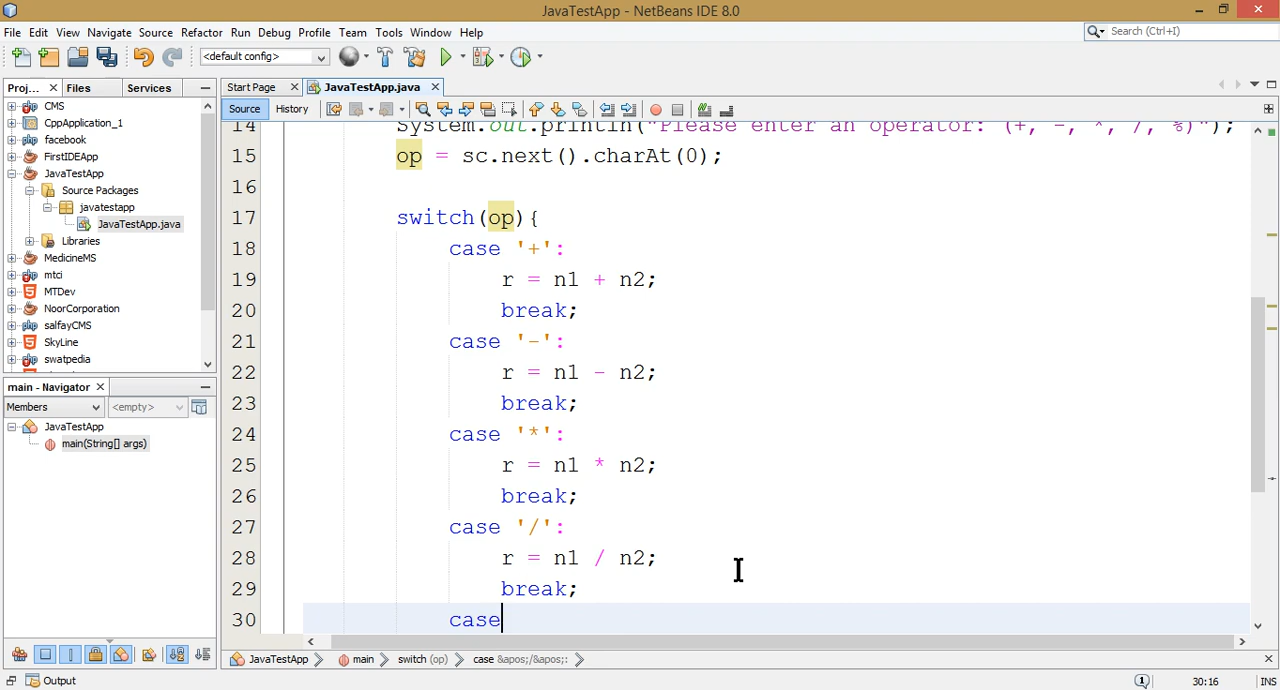 JavaTestApp - NetBeans IDE 8.0
File Edit View Navigate Source Refactor Run Debug Profile Team Tools Window Help
Search (Ctrl+I)
<default config>
Proj... Files Services
Start Page JavaTestApp.java
Source History
CMS
CppApplication_1
facebook
FirstIDEApp
JavaTestApp
Source Packages
javatestapp
JavaTestApp.java
Libraries
MedicineMS
mtci
MTDev
NoorCorporation
salfayCMS
SkyLine
swatpedia
main - Navigator
Members <empty>
JavaTestApp
main(String[] args)
14 System.out.println("Please enter an operator: (+, -, *, /, %)");
15 op = sc.next().charAt(0);
16
17 switch(op){
18 case '+':
19 r = n1 + n2;
20 break;
21 case '-':
22 r = n1 - n2;
23 break;
24 case '*':
25 r = n1 * n2;
26 break;
27 case '/':
28 r = n1 / n2;
29 break;
30 case
JavaTestApp main switch (op) case &apos;/&apos;:
Output
1 30:16 INS